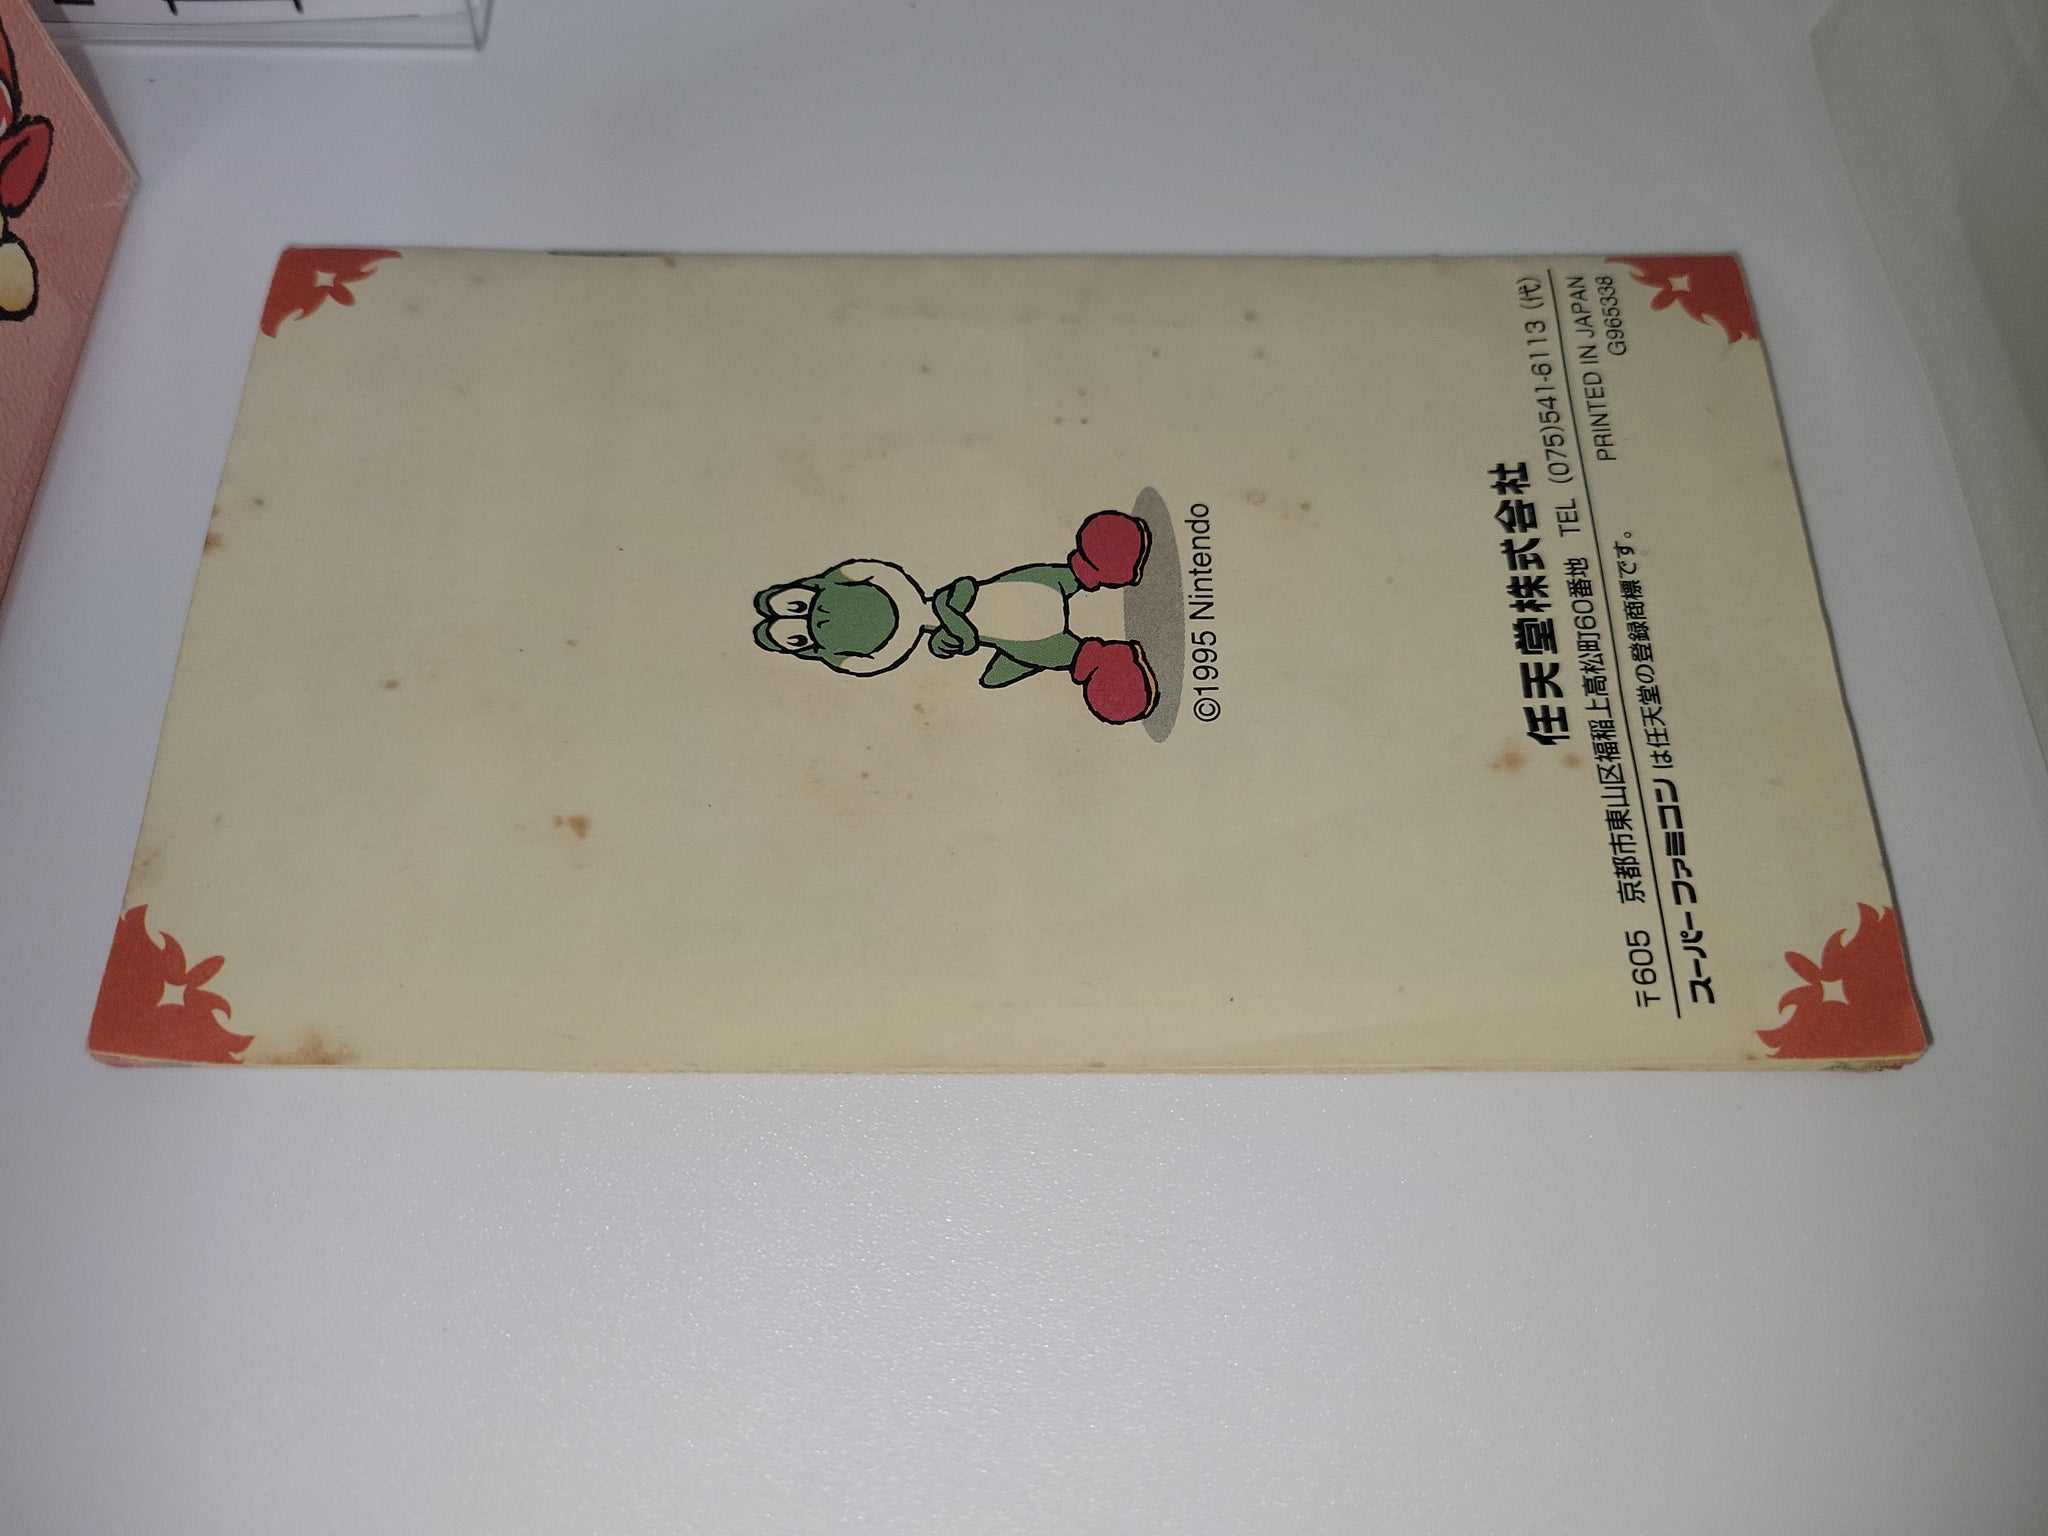 ©1995 Nintendo
任天堂株式会社
〒605 京都市東山区福稲上高松町60番地 TEL (075)541-6113 (代)
スーパーファミコンは任天堂の登録商標です。
PRINTED IN JAPAN
G965338